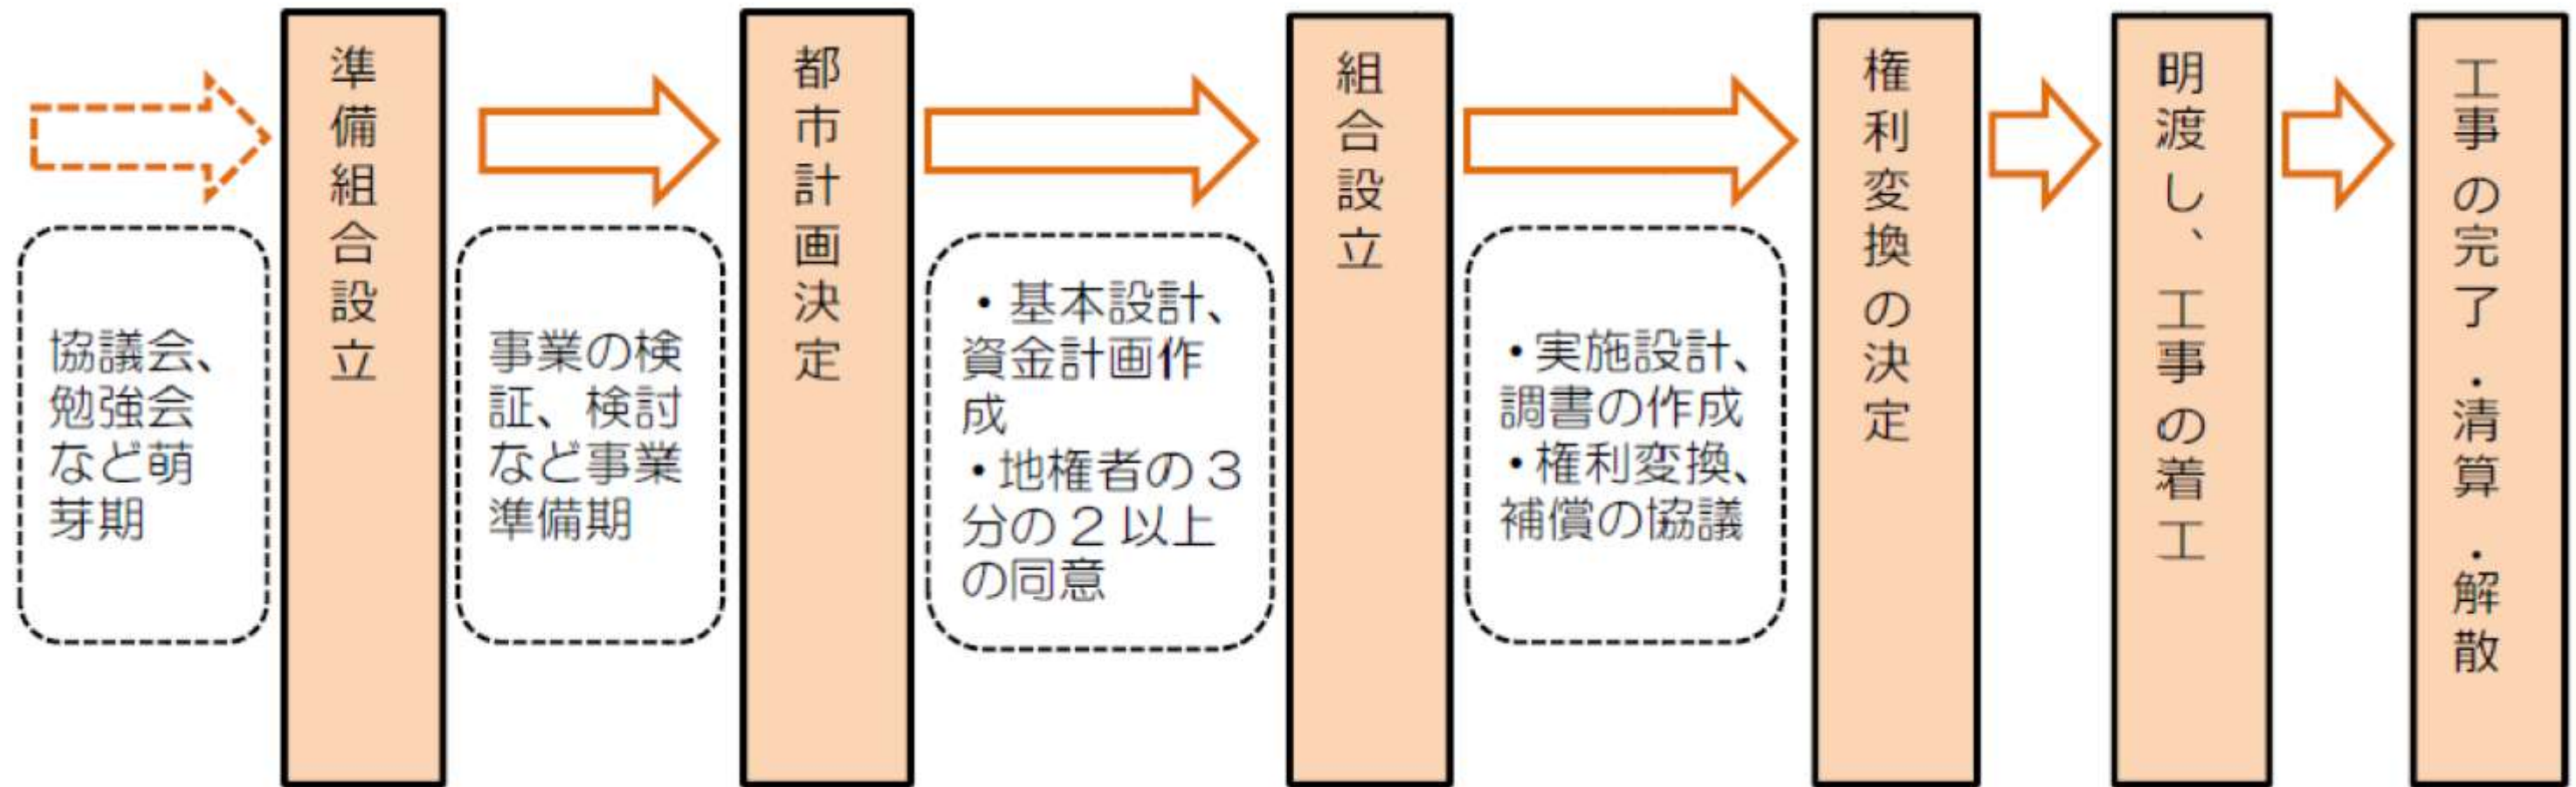 協議会、
勉強会
など萌
芽期
準備組合設立
事業の検
証、検討
など事業
準備期
都市計画決定
・基本設計、
資金計画作
成
・地権者の3
分の2以上
の同意
組合設立
・実施設計、
調書の作成
・権利変換、
補償の協議
権利変換の決定
明渡し、工事の着工
工事の完了・清算・解散